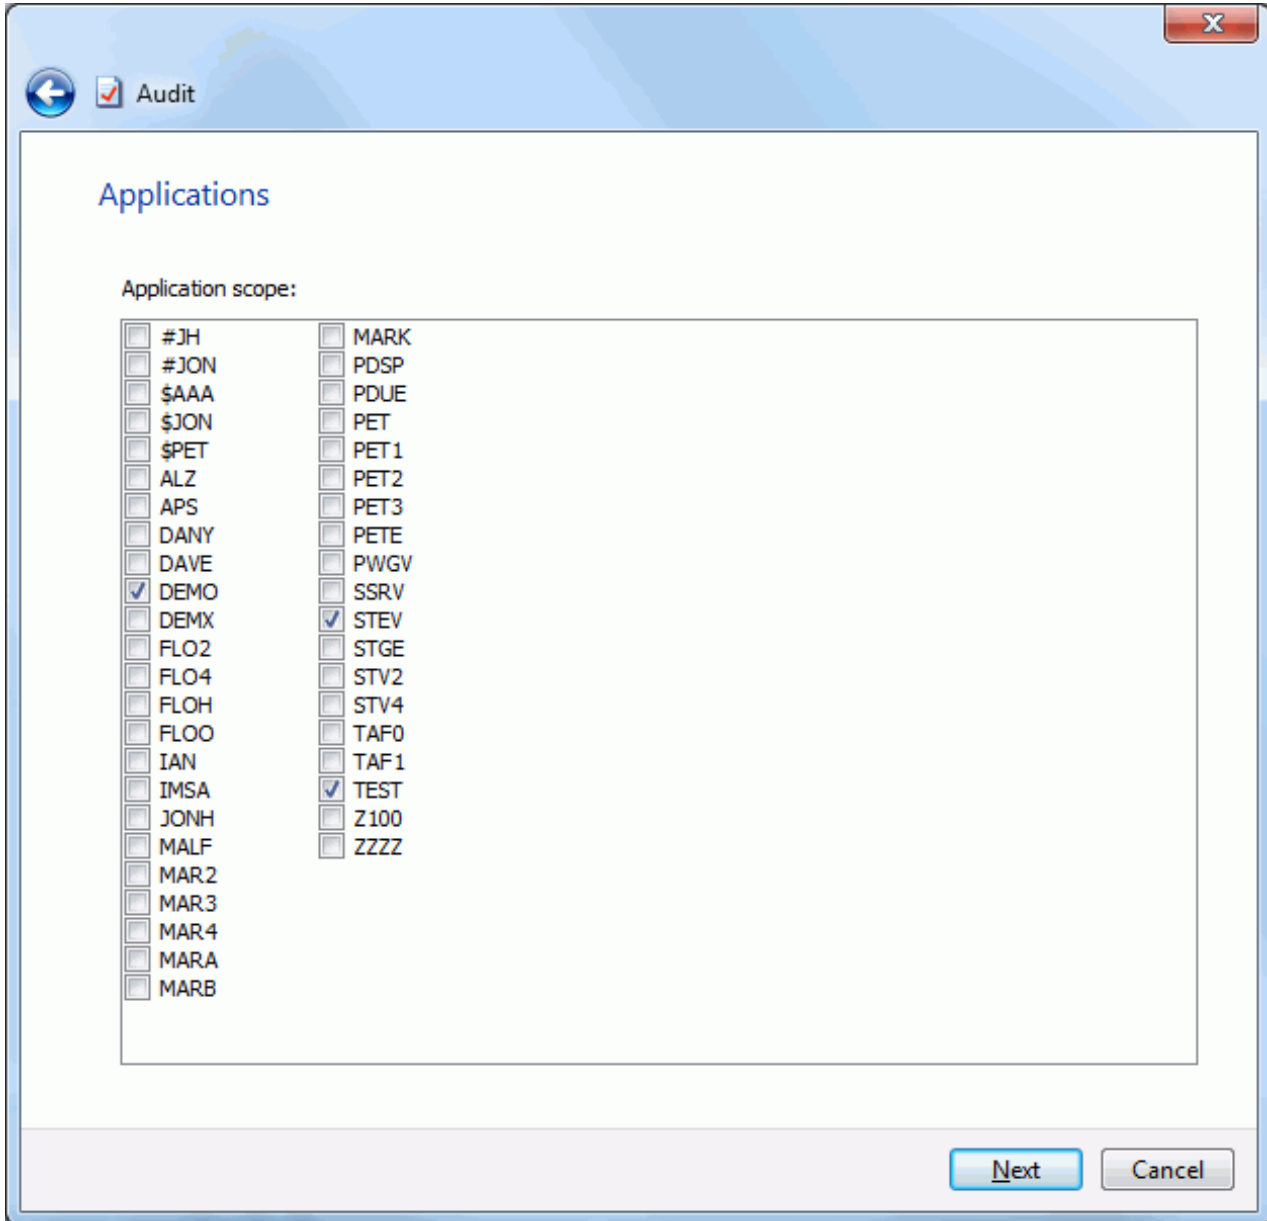 Audit
Applications
Application scope:
#JH
#JON
$AAA
$JON
$PET
ALZ
APS
DANY
DAVE
DEMO
DEMX
FLO2
FLO4
FLOH
FLOO
IAN
IMSA
JONH
MALF
MAR2
MAR3
MAR4
MARA
MARB
MARK
PDSP
PDUE
PET
PET1
PET2
PET3
PETE
PWGV
SSRV
STEV
STGE
STV2
STV4
TAF0
TAF1
TEST
Z100
ZZZZ
Next
Cancel